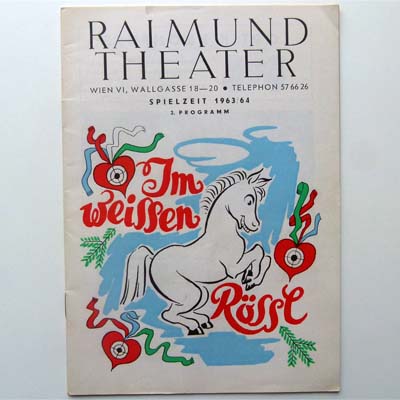 RAIMUND
THEATER
WIEN VI, WALLGASSE 18—20 ● TELEPHON 57 66 26
SPIELZEIT 1963/64
2. PROGRAMM
Im
weissen
Rössl